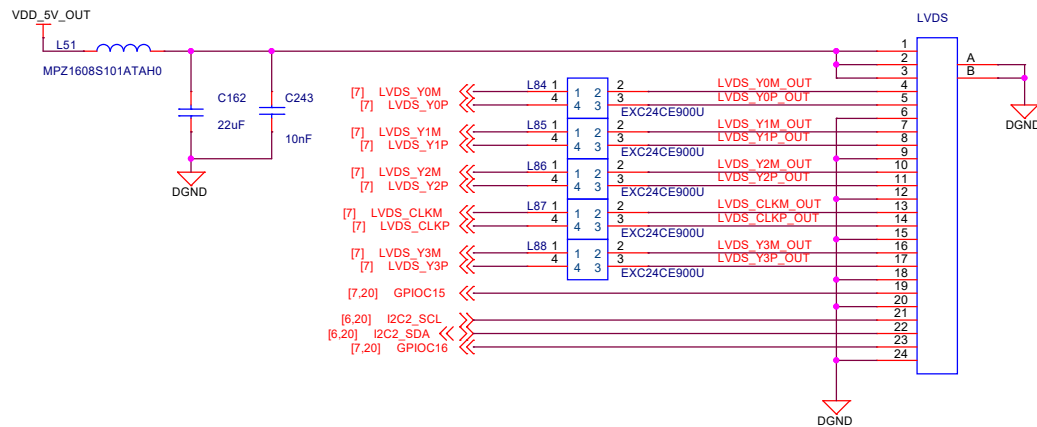 VDD_5V_OUT
LVDS
L51
1
MPZ1608S101ATAH0
2
A
3
B
C162
C243
[7] LVDS_Y0M
L84 1
1 2
2
LVDS_Y0M_OUT
4
[7] LVDS_Y0P
4
4 3
3
LVDS_Y0P_OUT
5
22uF
EXC24CE900U
6
DGND
10nF
[7] LVDS_Y1M
L85 1
1 2
2
LVDS_Y1M_OUT
7
[7] LVDS_Y1P
4
4 3
3
LVDS_Y1P_OUT
8
EXC24CE900U
9
[7] LVDS_Y2M
L86 1
1 2
2
LVDS_Y2M_OUT
10
[7] LVDS_Y2P
4
4 3
3
LVDS_Y2P_OUT
11
DGND
EXC24CE900U
12
[7] LVDS_CLKM
L87 1
1 2
2
LVDS_CLKM_OUT
13
[7] LVDS_CLKP
4
4 3
3
LVDS_CLKP_OUT
14
EXC24CE900U
15
[7] LVDS_Y3M
L88 1
1 2
2
LVDS_Y3M_OUT
16
[7] LVDS_Y3P
4
4 3
3
LVDS_Y3P_OUT
17
EXC24CE900U
18
[7,20] GPIOC15
19
20
[6,20] I2C2_SCL
21
[6,20] I2C2_SDA
22
[7,20] GPIOC16
23
24
DGND